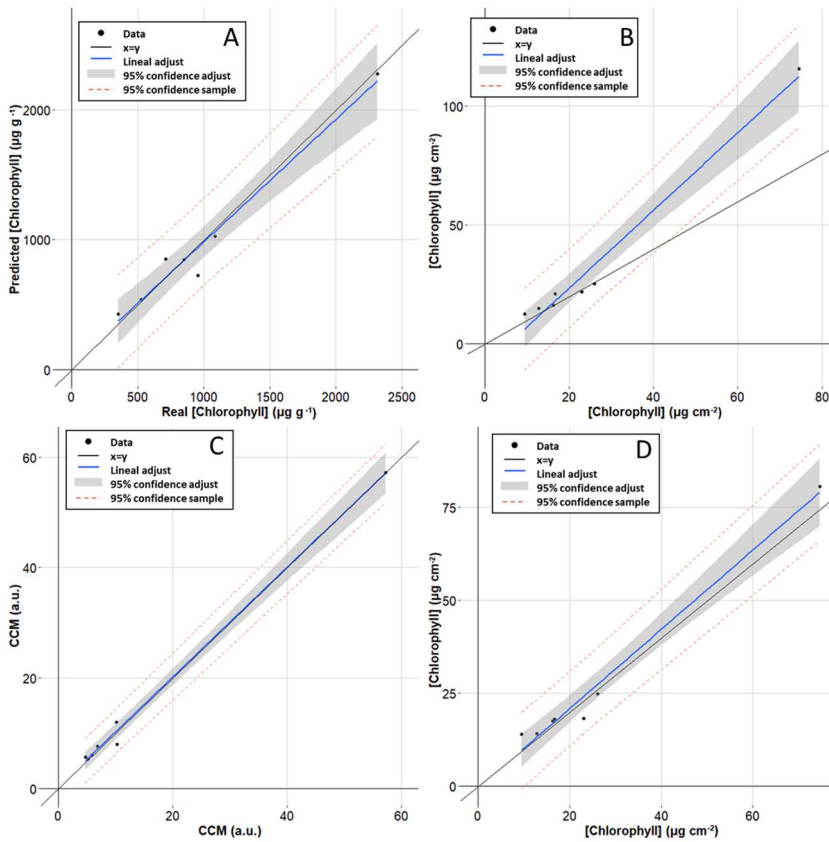 A
Data
x=y
Lineal adjust
95% confidence adjust
95% confidence sample
Predicted [Chlorophyll] (µg g⁻¹)
2000
1000
0
0 500 1000 1500 2000 2500
Real [Chlorophyll] (µg g⁻¹)
B
Data
x=y
Lineal adjust
95% confidence adjust
95% confidence sample
[Chlorophyll] (µg cm⁻²)
100
50
0
0 20 40 60 80
[Chlorophyll] (µg cm⁻²)
C
Data
x=y
Lineal adjust
95% confidence adjust
95% confidence sample
CCM (a.u.)
60
40
20
0
0 20 40 60
CCM (a.u.)
D
Data
x=y
Lineal adjust
95% confidence adjust
95% confidence sample
[Chlorophyll] (µg cm⁻²)
75
50
25
0
0 20 40 60
[Chlorophyll] (µg cm⁻²)